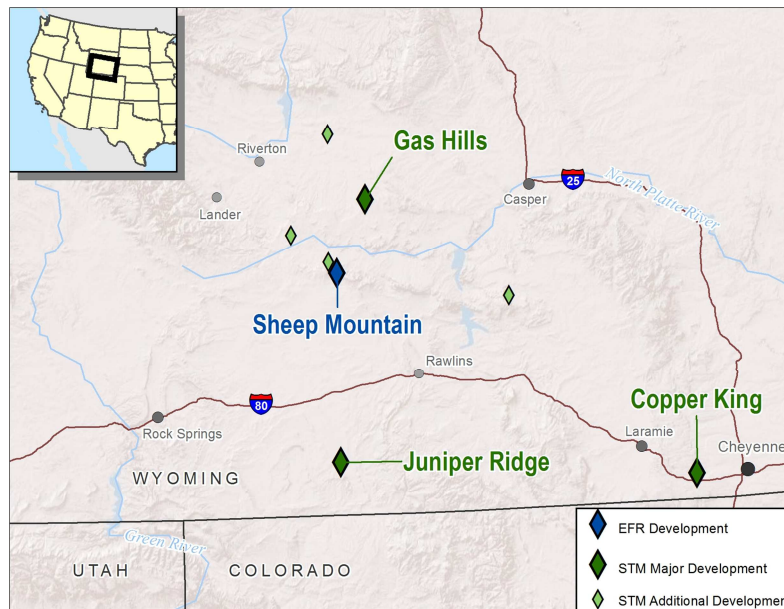 Gas Hills
Riverton
25
Casper
North Platte River
Lander
Sheep Mountain
Rawlins
Copper King
80
Rock Springs
Laramie
Cheyenne
Juniper Ridge
WYOMING
Green River
EFR Development
UTAH
COLORADO
STM Major Development
STM Additional Developmen